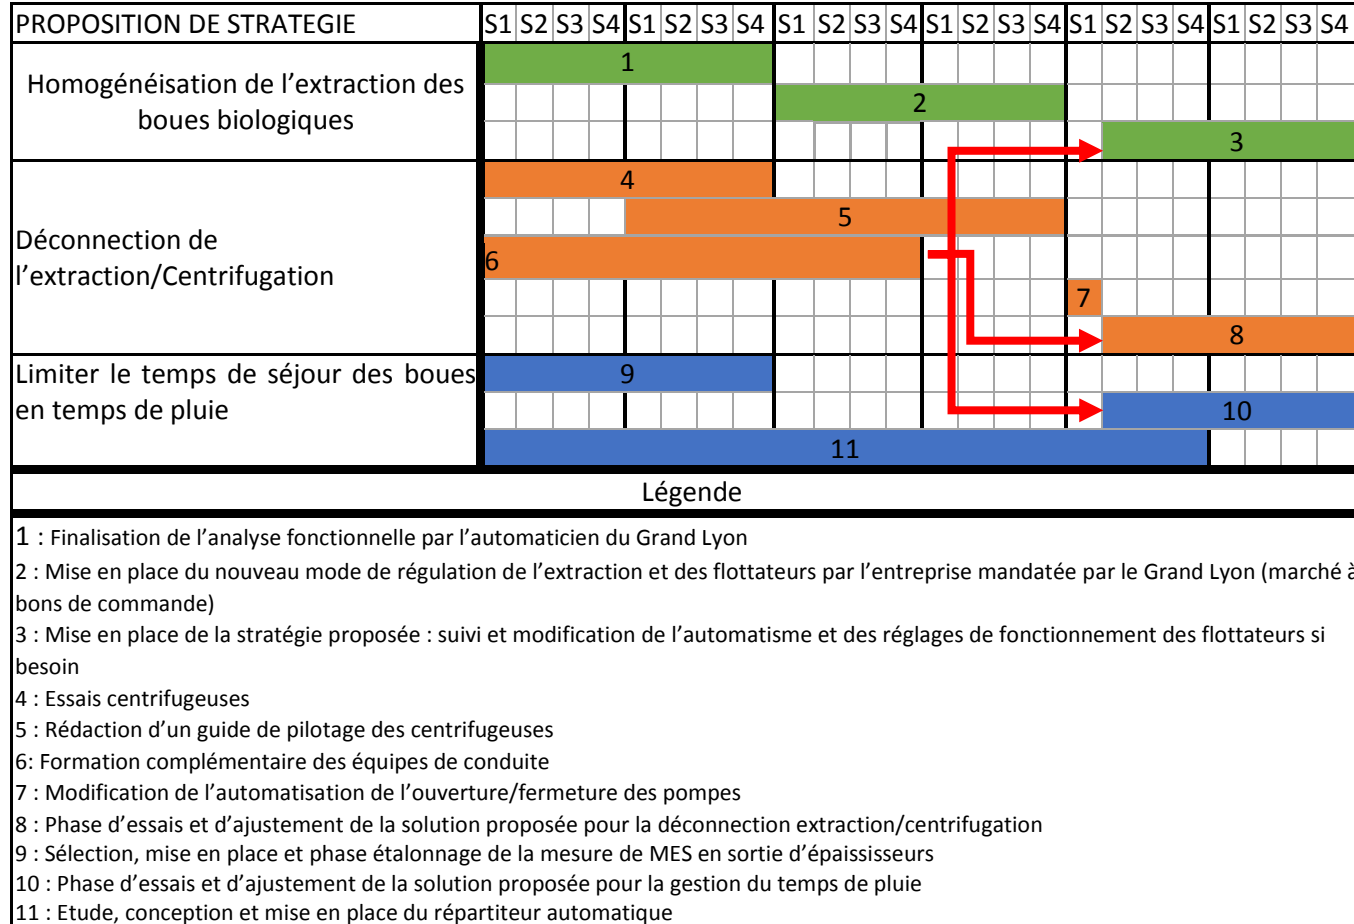 PROPOSITION DE STRATEGIE S1 S2 S3 S4 S1 S2 S3 S4 S1 S2 S3 S4 S1 S2 S3 S4 S1 S2 S3 S4 S1 S2 S3 S4
Homogénéisation de l’extraction des
boues biologiques
1
2
3
Déconnection de
l’extraction/Centrifugation
4
5
6
7
8
Limiter le temps de séjour des boues
en temps de pluie
9
10
11
Légende
1 : Finalisation de l’analyse fonctionnelle par l’automaticien du Grand Lyon
2 : Mise en place du nouveau mode de régulation de l’extraction et des flottateurs par l’entreprise mandatée par le Grand Lyon (marché à
bons de commande)
3 : Mise en place de la stratégie proposée : suivi et modification de l’automatisme et des réglages de fonctionnement des flottateurs si
besoin
4 : Essais centrifugeuses
5 : Rédaction d’un guide de pilotage des centrifugeuses
6: Formation complémentaire des équipes de conduite
7 : Modification de l’automatisation de l’ouverture/fermeture des pompes
8 : Phase d’essais et d’ajustement de la solution proposée pour la déconnection extraction/centrifugation
9 : Sélection, mise en place et phase étalonnage de la mesure de MES en sortie d’épaississeurs
10 : Phase d’essais et d’ajustement de la solution proposée pour la gestion du temps de pluie
11 : Etude, conception et mise en place du répartiteur automatique